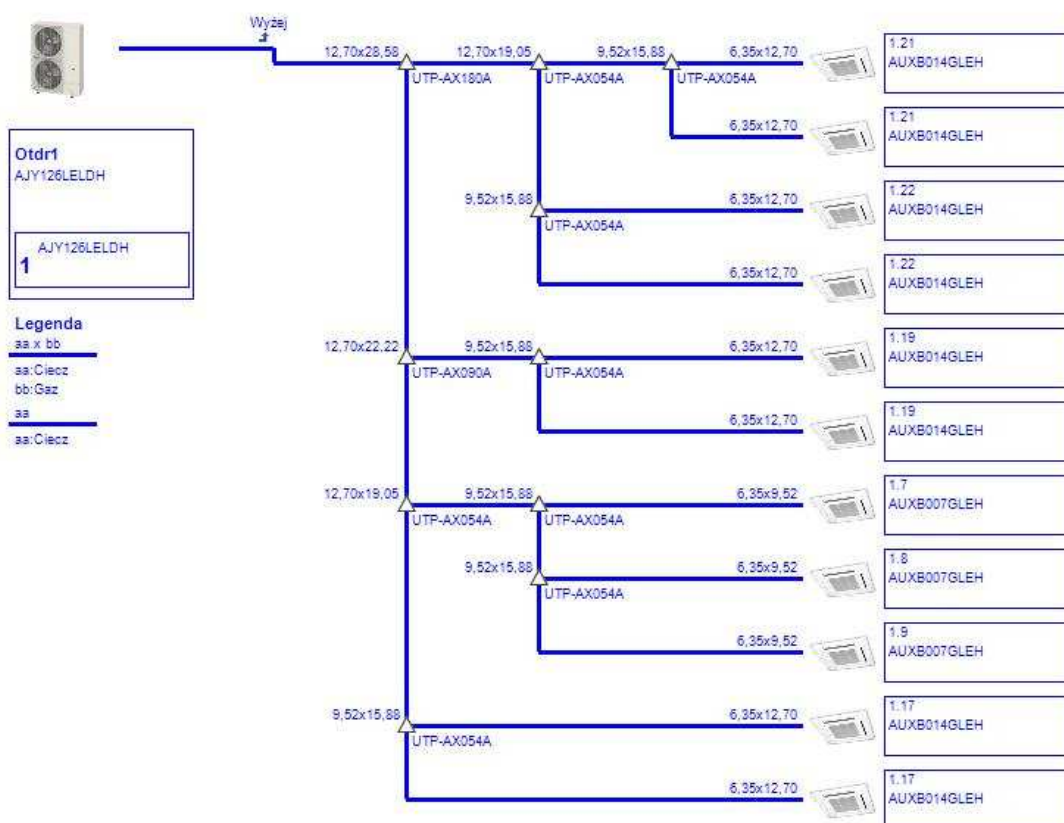 Wyżej
12,70x28,58
12,70x19,05
9,52x15,88
6,35x12,70
1.21
AUXB014GLEH
UTP-AX180A
UTP-AX054A
UTP-AX054A
6,35x12,70
1.21
AUXB014GLEH
Otdr1
AJY126LELDH
AJY126LELDH
1
9,52x15,88
6,35x12,70
1.22
AUXB014GLEH
UTP-AX054A
6,35x12,70
1.22
AUXB014GLEH
Legenda
aa x bb
aa:Ciecz
bb:Gaz
aa
aa:Ciecz
12,70x22,22
9,52x15,88
6,35x12,70
1.19
AUXB014GLEH
UTP-AX090A
UTP-AX054A
6,35x12,70
1.19
AUXB014GLEH
12,70x19,05
9,52x15,88
6,35x9,52
1.7
AUXB007GLEH
UTP-AX054A
UTP-AX054A
9,52x15,88
6,35x9,52
1.8
AUXB007GLEH
UTP-AX054A
6,35x9,52
1.9
AUXB007GLEH
9,52x15,88
6,35x12,70
1.17
AUXB014GLEH
UTP-AX054A
6,35x12,70
1.17
AUXB014GLEH